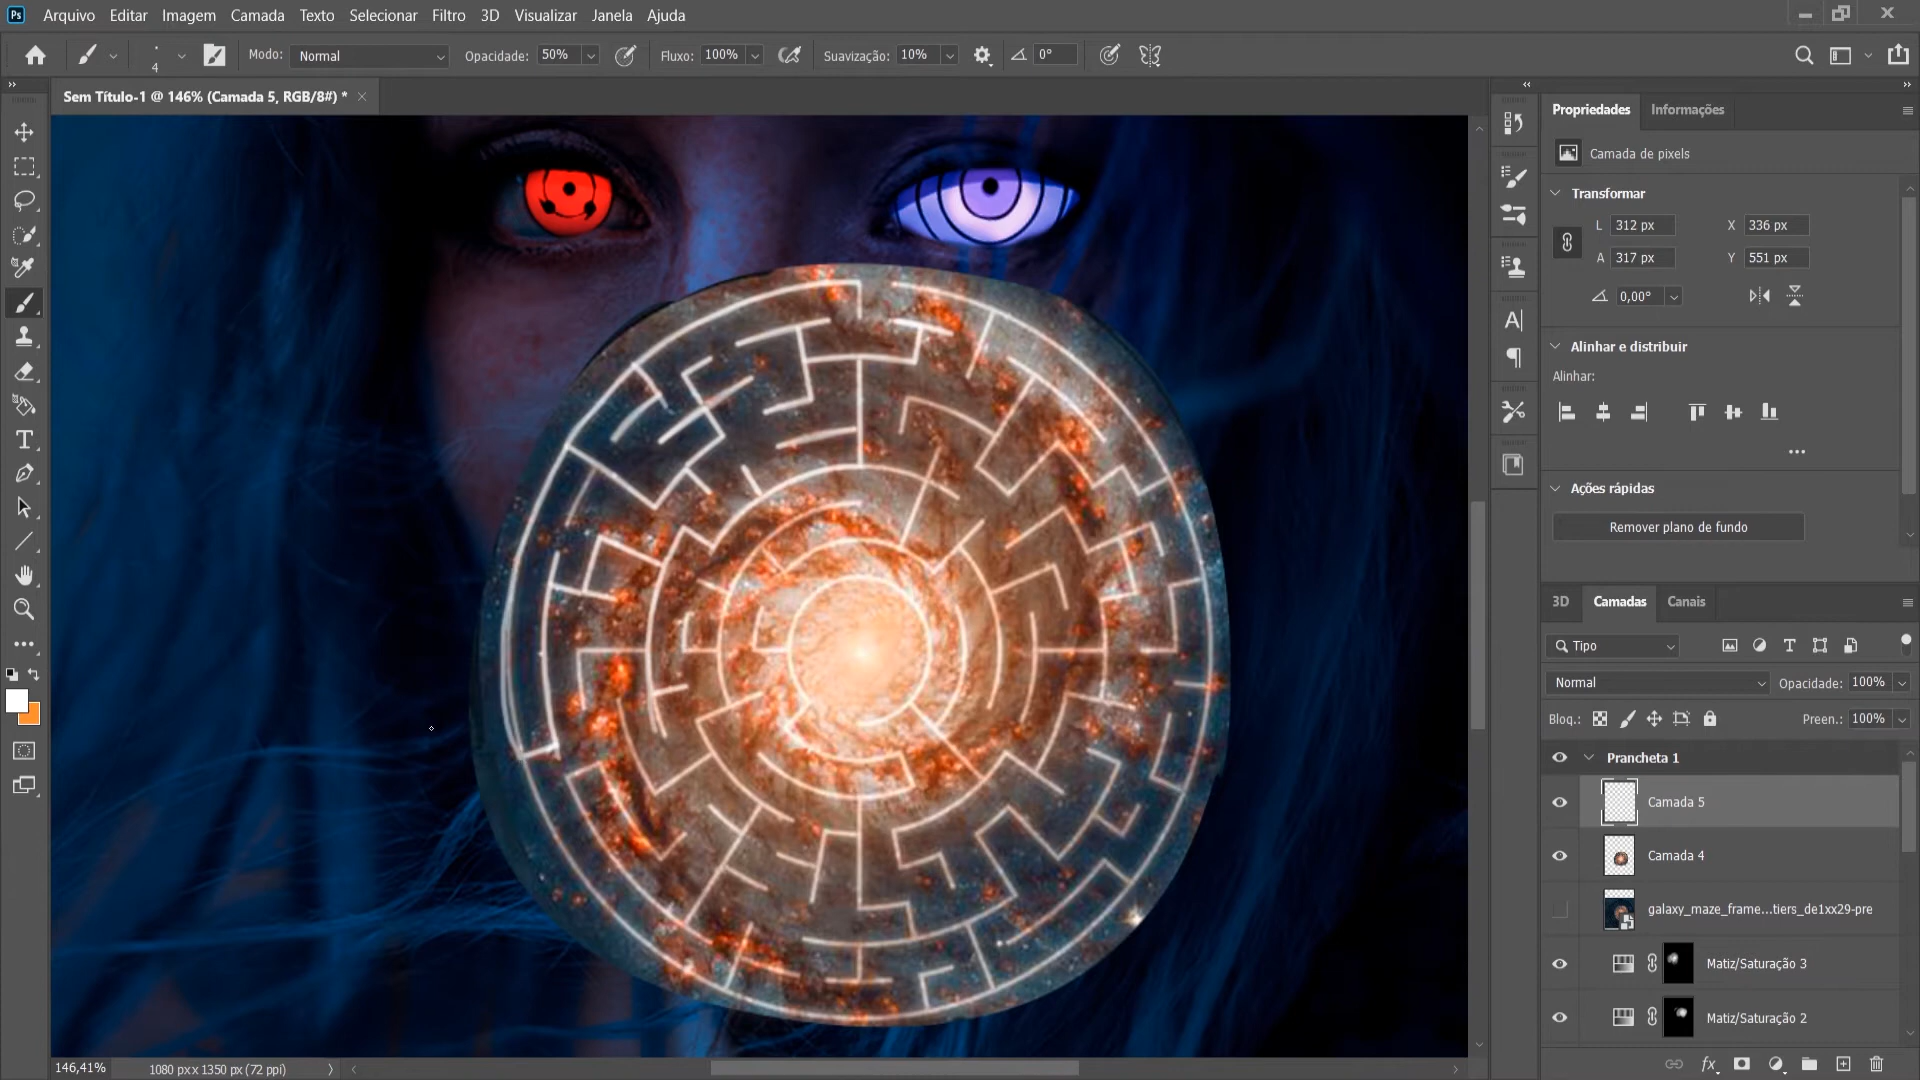 Ps Arquivo Editar Imagem Camada Texto Selecionar Filtro 3D Visualizar Janela Ajuda
4 Modo: Normal Opacidade: 50% Fluxo: 100% Suavização: 10% 0°
Sem Título-1 @ 146% (Camada 5, RGB/8#) *
Propriedades Informações
Camada de pixels
Transformar
L 312 px X 336 px
A 317 px Y 551 px
0,00°
Alinhar e distribuir
Alinhar:
Ações rápidas
Remover plano de fundo
3D Camadas Canais
Tipo
Normal Opacidade: 100%
Bloq.: Preen.: 100%
Prancheta 1
Camada 5
Camada 4
galaxy_maze_frame...tiers_de1xx29-pre
Matiz/Saturação 3
Matiz/Saturação 2
146,41% 1080 px x 1350 px (72 ppi)